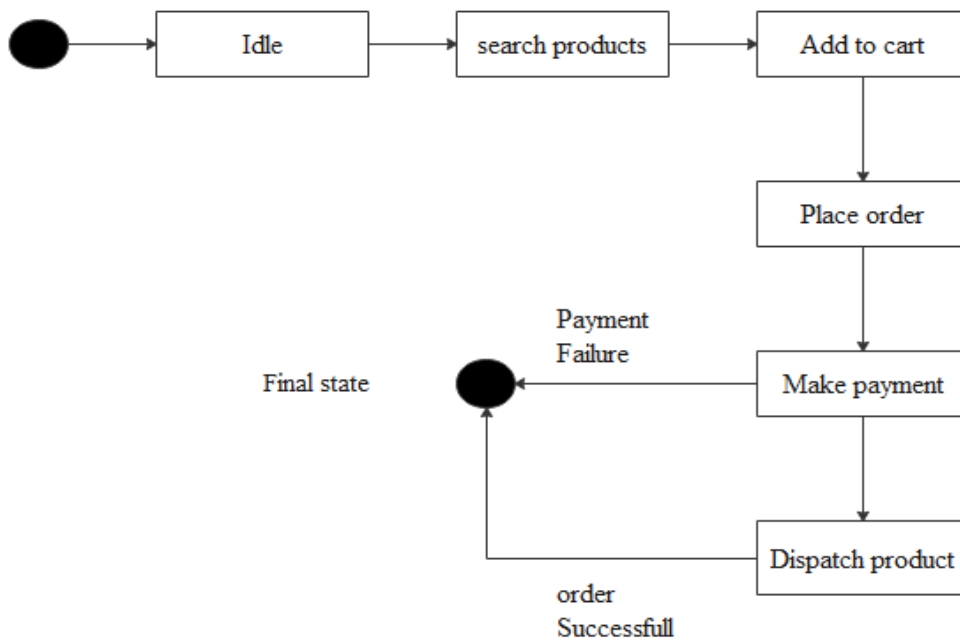 Idle
search products
Add to cart
Place order
Payment
Failure
Final state
Make payment
Dispatch product
order
Successfull